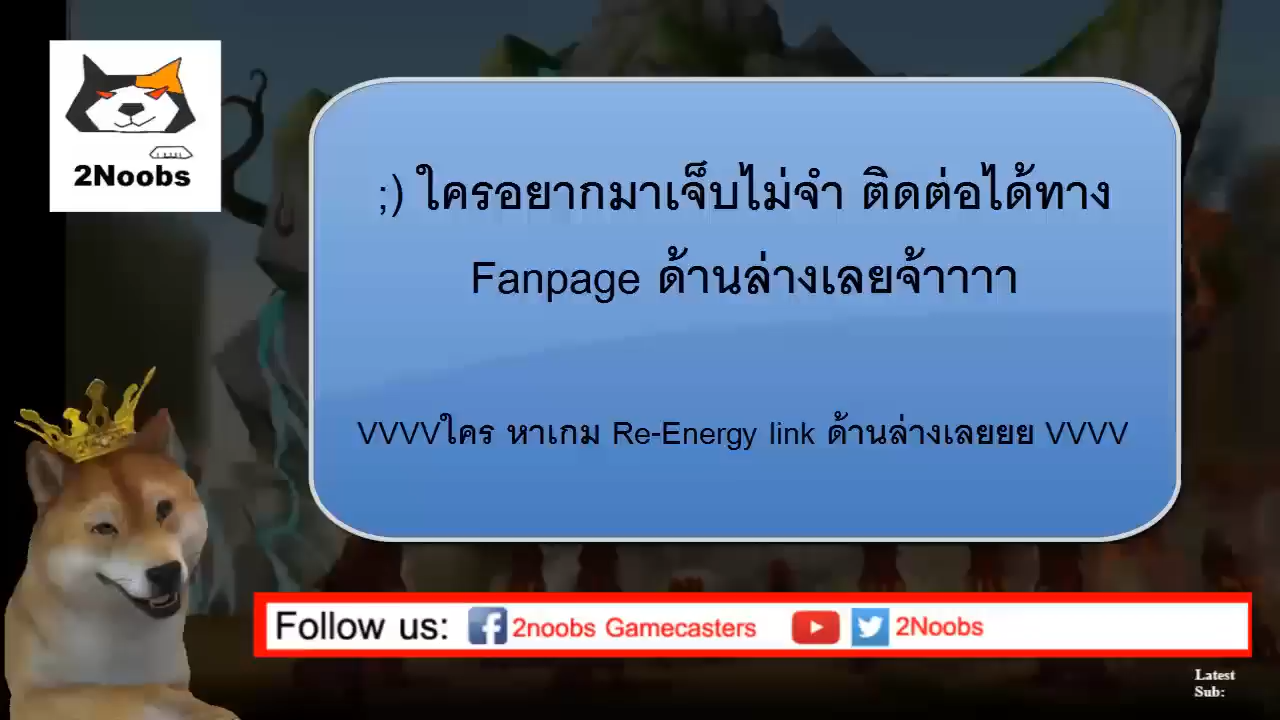 2Noobs
;) ใครอยากมาเจ็บไม่จำ ติดต่อได้ทาง
Fanpage ด้านล่างเลยจ้าาาา
VVVVใคร หาเกม Re-Energy link ด้านล่างเลยยย VVVV
Follow us: 2noobs Gamecasters 2Noobs
Latest
Sub: